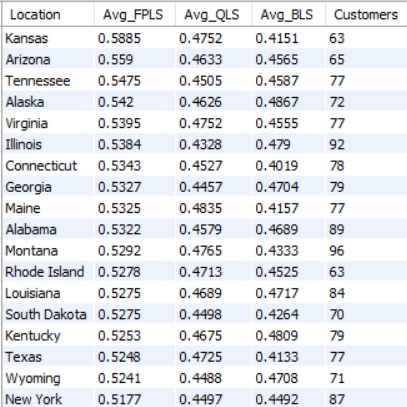 Location Avg_FPLS Avg_QLS Avg_BLS Customers
Kansas 0.5885 0.4752 0.4151 63
Arizona 0.559 0.4633 0.4565 65
Tennessee 0.5475 0.4505 0.4587 77
Alaska 0.542 0.4626 0.4867 72
Virginia 0.5395 0.4752 0.4555 77
Illinois 0.5384 0.4328 0.479 92
Connecticut 0.5343 0.4527 0.4019 78
Georgia 0.5327 0.4457 0.4704 79
Maine 0.5325 0.4835 0.4157 77
Alabama 0.5322 0.4579 0.4689 89
Montana 0.5292 0.4765 0.4333 96
Rhode Island 0.5278 0.4713 0.4525 63
Louisiana 0.5275 0.4689 0.4717 84
South Dakota 0.5275 0.4498 0.4264 70
Kentucky 0.5253 0.4675 0.4809 79
Texas 0.5248 0.4725 0.4133 77
Wyoming 0.5241 0.4488 0.4708 71
New York 0.5177 0.4497 0.4492 87